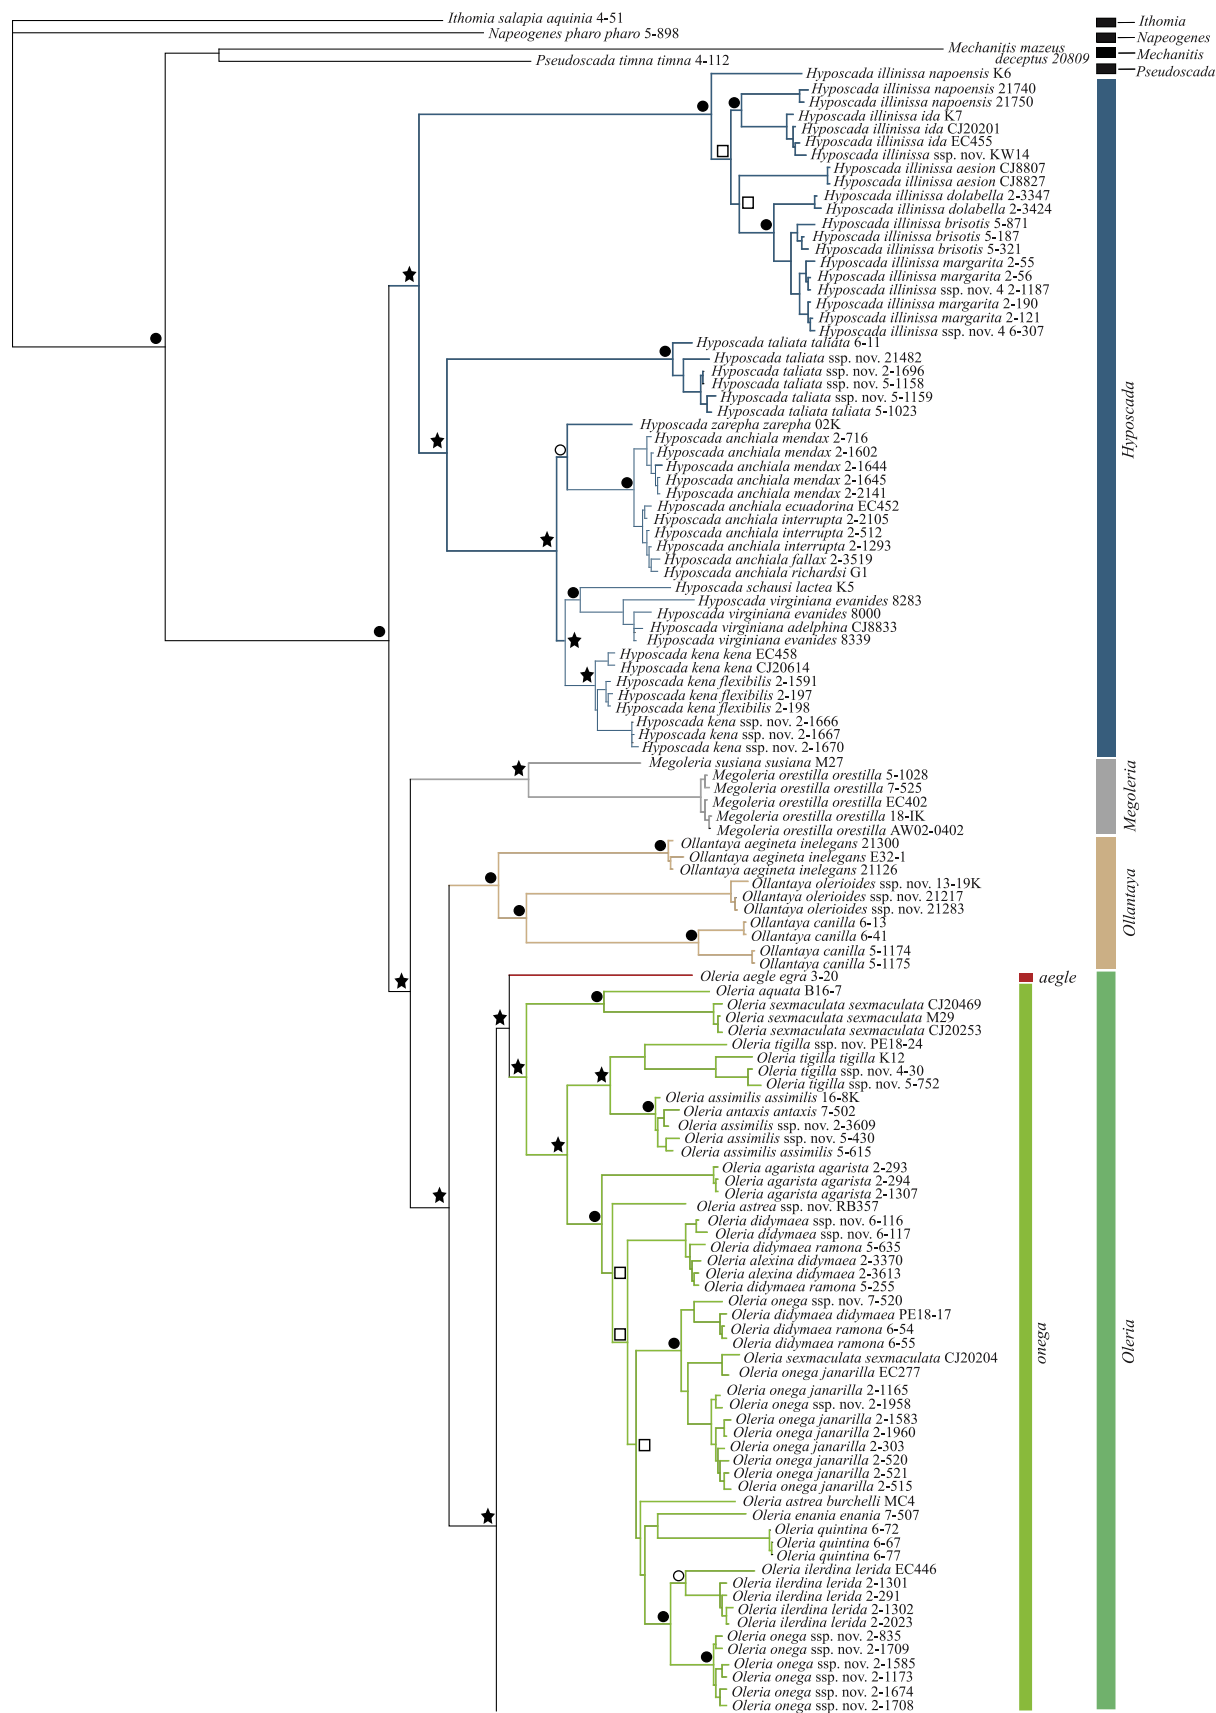 Ithomia salapia aquinia 4-51
Napeogenes pharo pharo 5-898
Mechanitis mazeus
deceptus 20809
Pseudoscada timna timna 4-112
Hyposcada illinissa napoensis K6
Hyposcada illinissa napoensis 21740
Hyposcada illinissa napoensis 21750
Hyposcada illinissa ida K7
Hyposcada illinissa ida CJ20201
Hyposcada illinissa ida EC455
Hyposcada illinissa ssp. nov. KW14
Hyposcada illinissa aesion CJ8807
Hyposcada illinissa aesion CJ8827
Hyposcada illinissa dolabella 2-3347
Hyposcada illinissa dolabella 2-3424
Hyposcada illinissa brisotis 5-871
Hyposcada illinissa brisotis 5-187
Hyposcada illinissa brisotis 5-321
Hyposcada illinissa margarita 2-55
Hyposcada illinissa margarita 2-56
Hyposcada illinissa ssp. nov. 4 2-1187
Hyposcada illinissa margarita 2-190
Hyposcada illinissa margarita 2-121
Hyposcada illinissa ssp. nov. 4 6-307
Hyposcada taliata taliata 6-11
Hyposcada taliata ssp. nov. 21482
Hyposcada taliata ssp. nov. 2-1696
Hyposcada taliata ssp. nov. 5-1158
Hyposcada taliata ssp. nov. 5-1159
Hyposcada taliata taliata 5-1023
Hyposcada zarepha zarepha 02K
Hyposcada anchiala mendax 2-716
Hyposcada anchiala mendax 2-1602
Hyposcada anchiala mendax 2-1644
Hyposcada anchiala mendax 2-1645
Hyposcada anchiala mendax 2-2141
Hyposcada anchiala ecuadorina EC452
Hyposcada anchiala interrupta 2-2105
Hyposcada anchiala interrupta 2-512
Hyposcada anchiala interrupta 2-1293
Hyposcada anchiala fallax 2-3519
Hyposcada anchiala richardsi G1
Hyposcada schausi lactea K5
Hyposcada virginiana evanides 8283
Hyposcada virginiana evanides 8000
Hyposcada virginiana adelphina CJ8833
Hyposcada virginiana evanides 8339
Hyposcada kena kena EC458
Hyposcada kena kena CJ20614
Hyposcada kena flexibilis 2-1591
Hyposcada kena flexibilis 2-197
Hyposcada kena flexibilis 2-198
Hyposcada kena ssp. nov. 2-1666
Hyposcada kena ssp. nov. 2-1667
Hyposcada kena ssp. nov. 2-1670
Megoleria susiana susiana M27
Megoleria orestilla orestilla 5-1028
Megoleria orestilla orestilla 7-525
Megoleria orestilla orestilla EC402
Megoleria orestilla orestilla 18-IK
Megoleria orestilla orestilla AW02-0402
Ollantaya aegineta inelegans 21300
Ollantaya aegineta inelegans E32-1
Ollantaya aegineta inelegans 21126
Ollantaya olerioides ssp. nov. 13-19K
Ollantaya olerioides ssp. nov. 21217
Ollantaya olerioides ssp. nov. 21283
Ollantaya canilla 6-13
Ollantaya canilla 6-41
Ollantaya canilla 5-1174
Ollantaya canilla 5-1175
Oleria aegle egra 3-20
Oleria aquata B16-7
Oleria sexmaculata sexmaculata CJ20469
Oleria sexmaculata sexmaculata M29
Oleria sexmaculata sexmaculata CJ20253
Oleria tigilla ssp. nov. PE18-24
Oleria tigilla tigilla K12
Oleria tigilla ssp. nov. 4-30
Oleria tigilla ssp. nov. 5-752
Oleria assimilis assimilis 16-8K
Oleria antaxis antaxis 7-502
Oleria assimilis ssp. nov. 2-3609
Oleria assimilis ssp. nov. 5-430
Oleria assimilis assimilis 5-615
Oleria agarista agarista 2-293
Oleria agarista agarista 2-294
Oleria agarista agarista 2-1307
Oleria astrea ssp. nov. RB357
Oleria didymaea ssp. nov. 6-116
Oleria didymaea ssp. nov. 6-117
Oleria didymaea ramona 5-635
Oleria alexina didymaea 2-3370
Oleria alexina didymaea 2-3613
Oleria didymaea ramona 5-255
Oleria onega ssp. nov. 7-520
Oleria didymaea didymaea PE18-17
Oleria didymaea ramona 6-54
Oleria didymaea ramona 6-55
Oleria sexmaculata sexmaculata CJ20204
Oleria onega janarilla EC277
Oleria onega janarilla 2-1165
Oleria onega ssp. nov. 2-1958
Oleria onega janarilla 2-1583
Oleria onega janarilla 2-1960
Oleria onega janarilla 2-303
Oleria onega janarilla 2-520
Oleria onega janarilla 2-521
Oleria onega janarilla 2-515
Oleria astrea burchelli MC4
Oleria enania enania 7-507
Oleria quintina 6-72
Oleria quintina 6-67
Oleria quintina 6-77
Oleria ilerdina lerida EC446
Oleria ilerdina lerida 2-1301
Oleria ilerdina lerida 2-291
Oleria ilerdina lerida 2-1302
Oleria ilerdina lerida 2-2023
Oleria onega ssp. nov. 2-835
Oleria onega ssp. nov. 2-1709
Oleria onega ssp. nov. 2-1585
Oleria onega ssp. nov. 2-1173
Oleria onega ssp. nov. 2-1674
Oleria onega ssp. nov. 2-1708
Ithomia
Napeogenes
Mechanitis
Pseudoscada
Hyposcada
Megoleria
Ollantaya
aegle
onega
Oleria